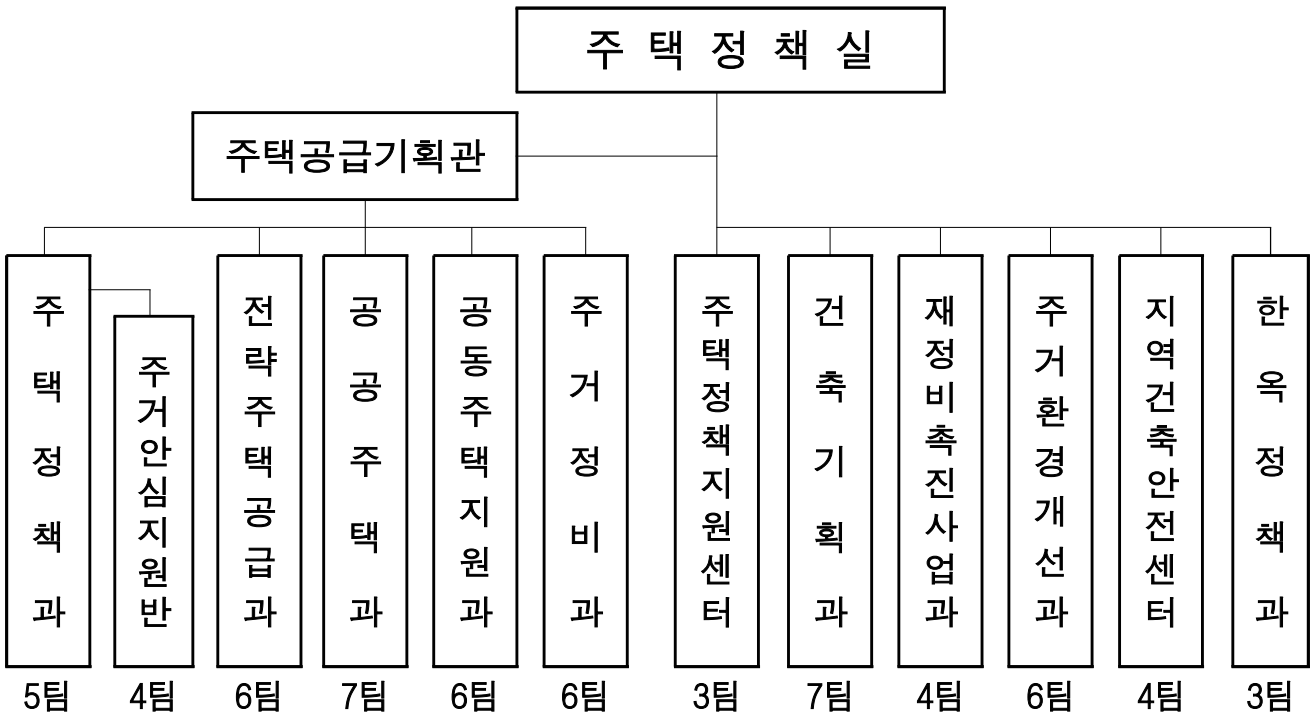 주택정책실
주택공급기획관
주택정책과
주거안심지원반
전략주택공급과
공공주택과
공동주택지원과
주거정비과
주택정책지원센터
건축기획과
재정비촉진사업과
주거환경개선과
지역건축안전센터
한옥정책과
5팀 4팀 6팀 7팀 6팀 6팀 3팀 7팀 4팀 6팀 4팀 3팀